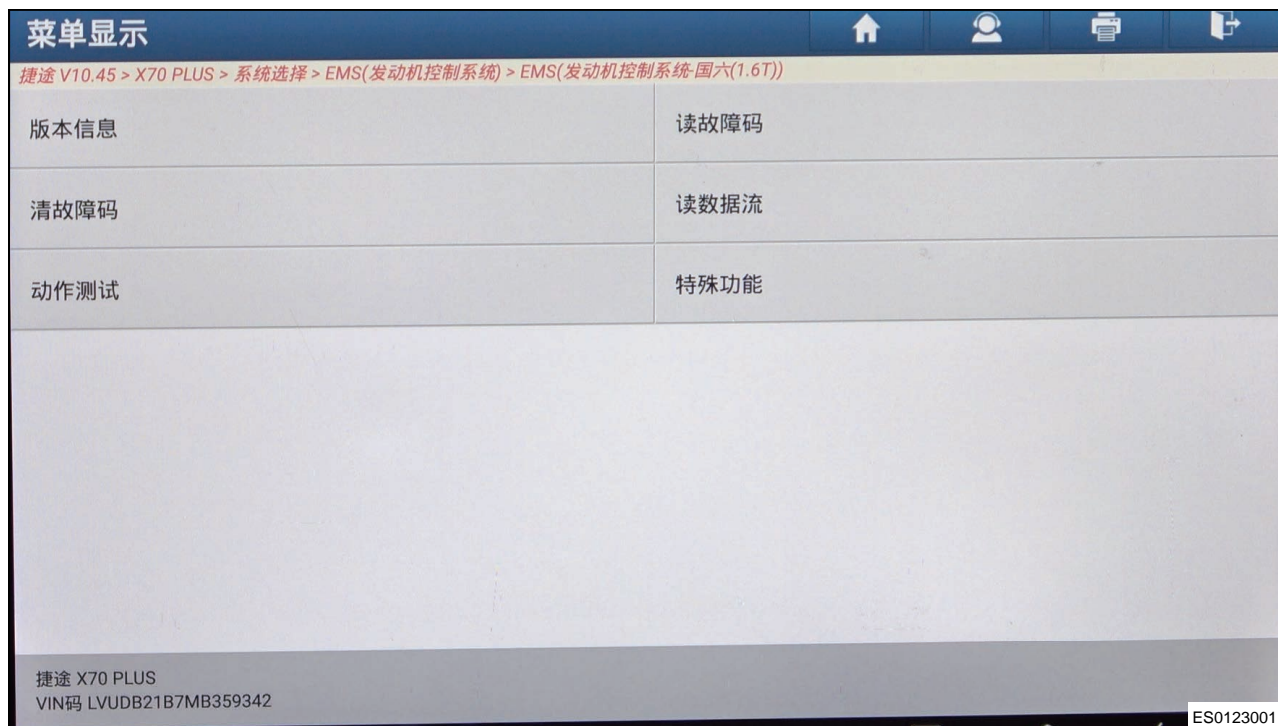 菜单显示
捷途 V10.45 > X70 PLUS > 系统选择 > EMS(发动机控制系统) > EMS(发动机控制系统-国六(1.6T))
版本信息
读故障码
清故障码
读数据流
动作测试
特殊功能
捷途 X70 PLUS
VIN码 LVUDB21B7MB359342
ES0123001